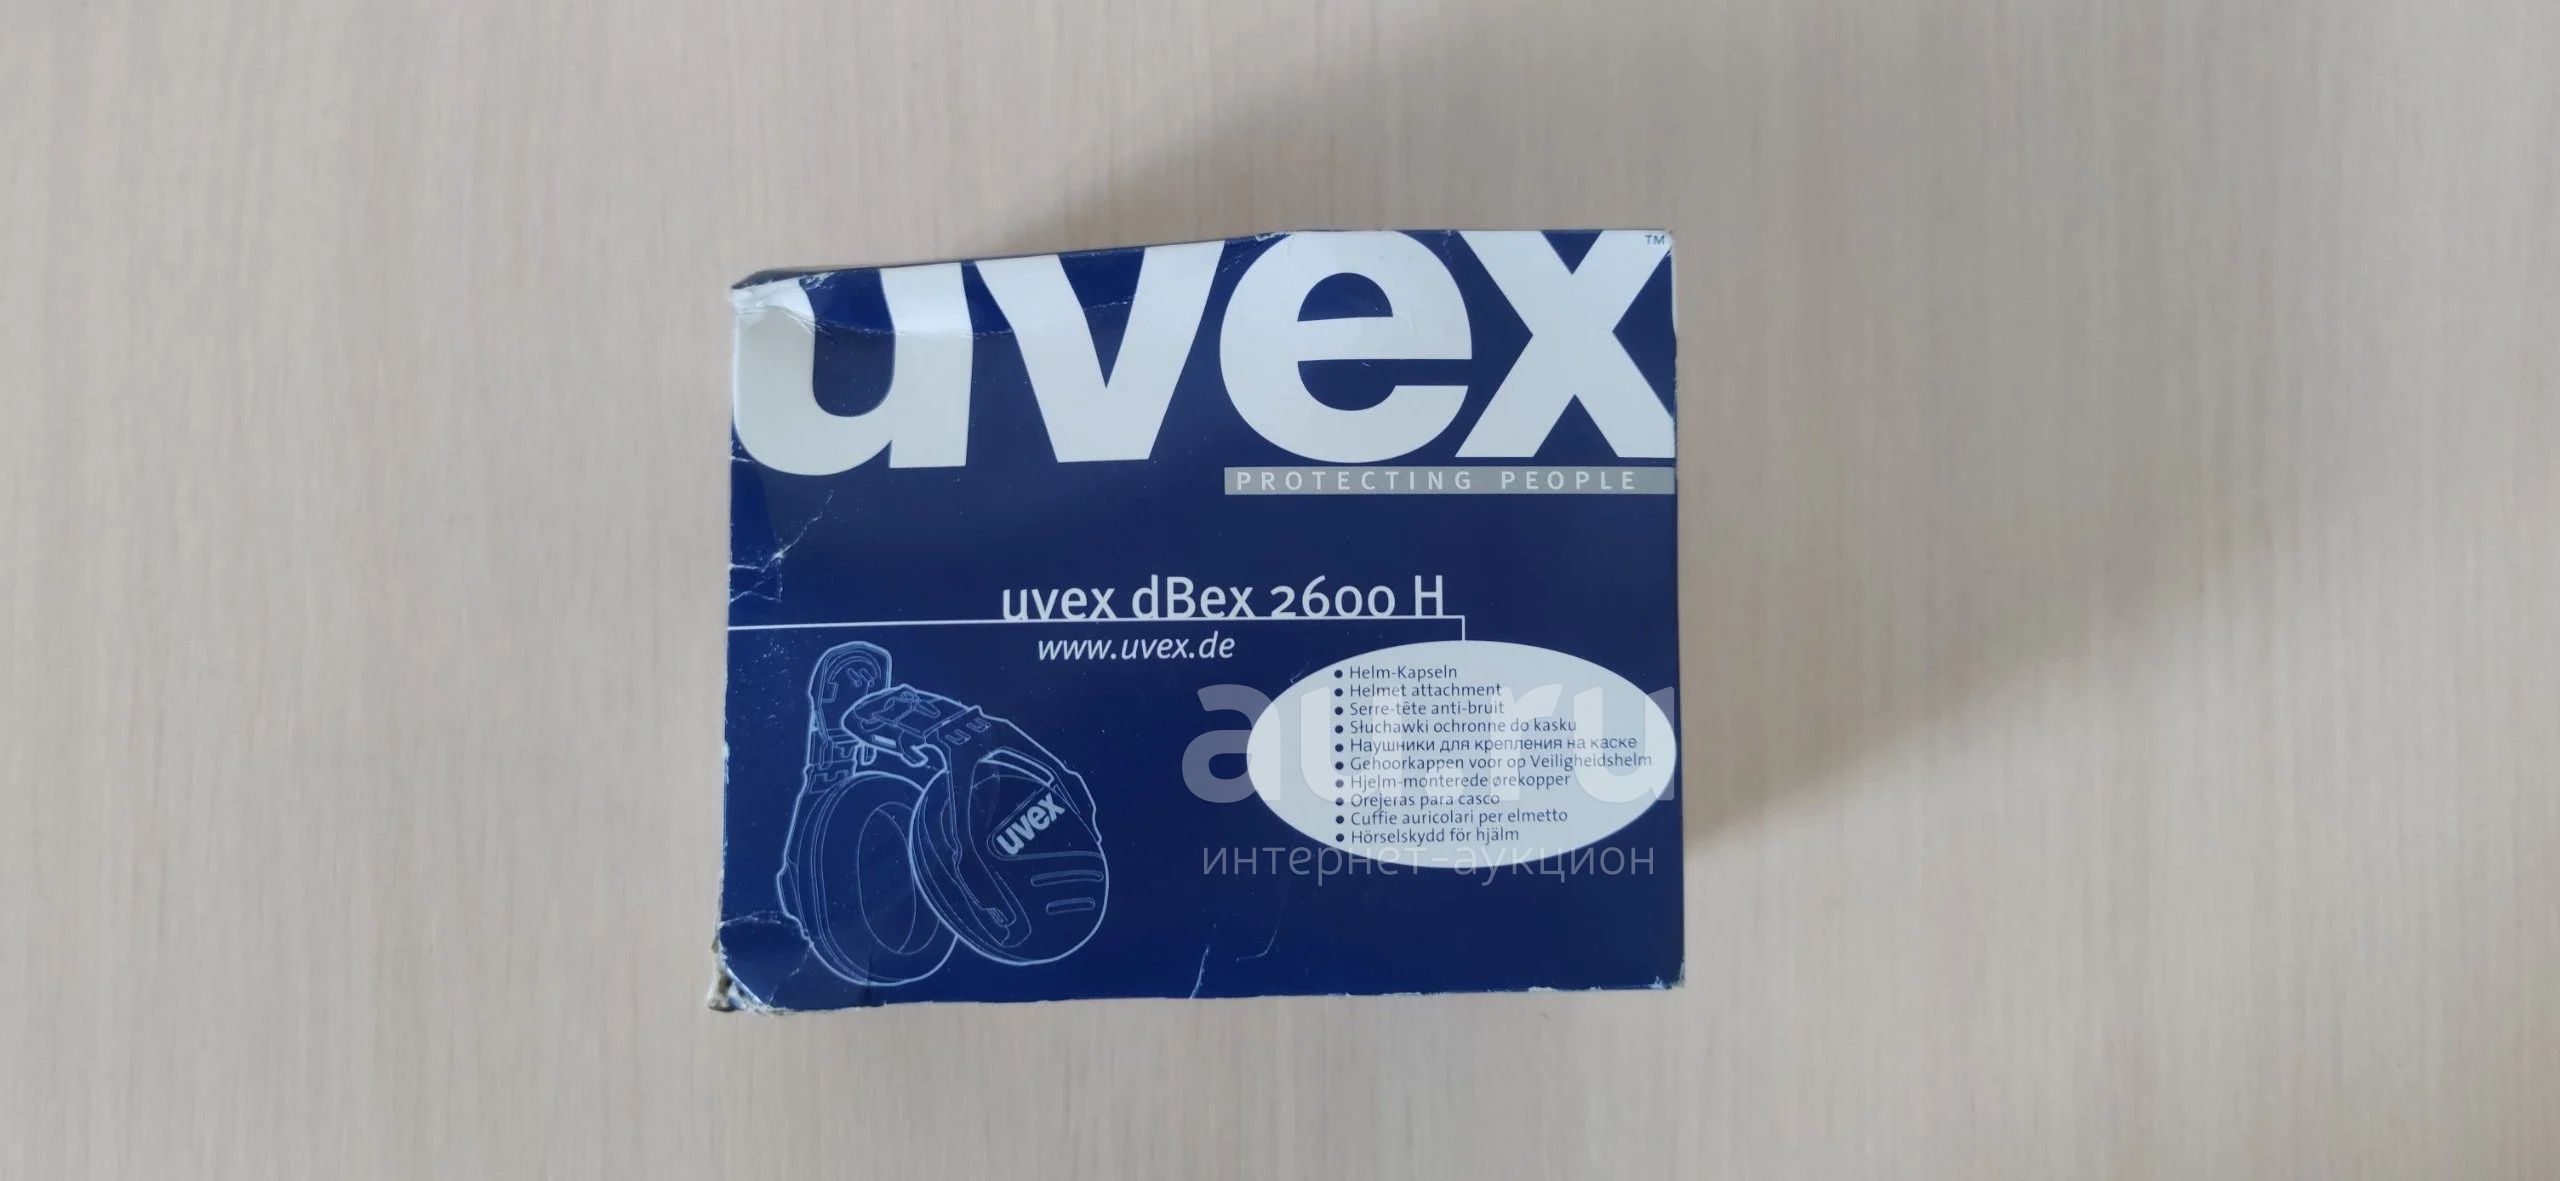 uvex
TM
PROTECTING PEOPLE
uvex dBex 2600 H
www.uvex.de
• Helm-Kapseln
• Helmet attachment
• Serre-tête anti-bruit
• Słuchawki ochronne do kasku
• Наушники для крепления на каске
• Gehoorkappen voor op Veiligheidshelm
• Hjelm-monterede ørekopper
• Orejeras para casco
• Cuffie auricolari per elmetto
• Hörselskydd för hjälm
uvex
au.ru
интернет-аукцион